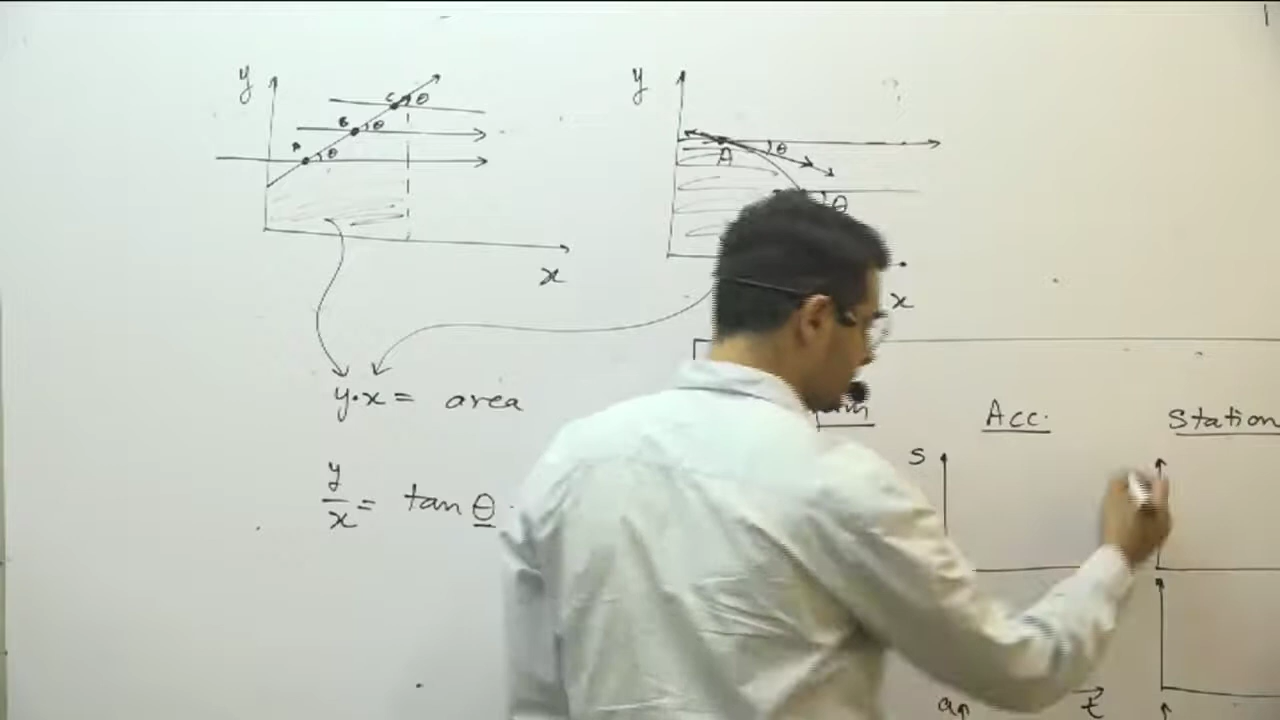 y
C θ
B θ
A θ
x
y
θ
A
θ
x
y·x = area
y/x = tan θ
Acc.
Station
S
a
t